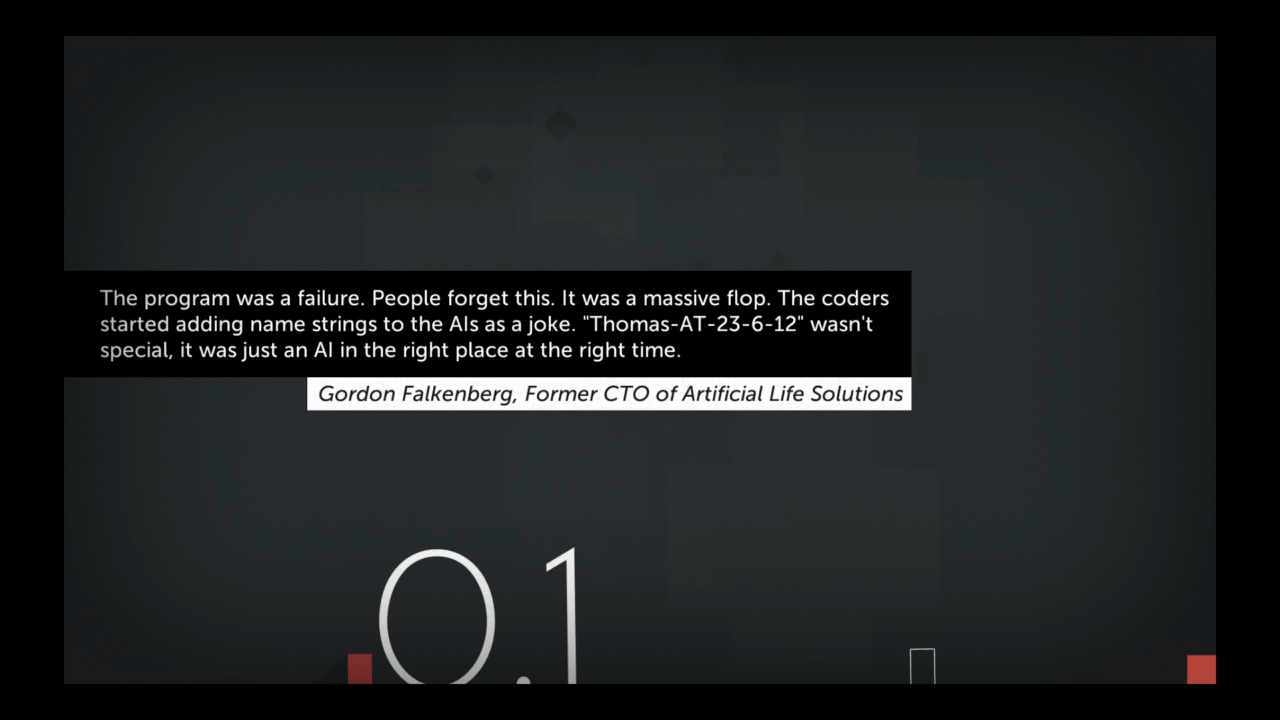 The program was a failure. People forget this. It was a massive flop. The coders
started adding name strings to the AIs as a joke. "Thomas-AT-23-6-12" wasn't
special, it was just an AI in the right place at the right time.
Gordon Falkenberg, Former CTO of Artificial Life Solutions
0.1